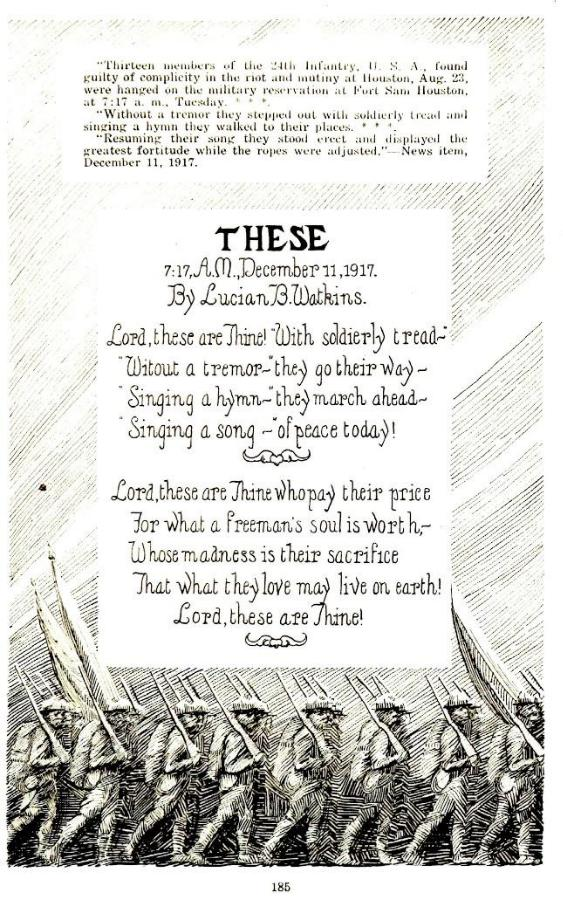 "Thirteen members of the 24th Infantry, U. S. A., found
guilty of complicity in the riot and mutiny at Houston, Aug. 23,
were hanged on the military reservation at Fort Sam Houston,
at 7:17 a. m., Tuesday. * * *.
"Without a tremor they stepped out with soldierly tread and
singing a hymn they walked to their places. * * *.
"Resuming their song they stood erect and displayed the
greatest fortitude while the ropes were adjusted."—News item,
December 11, 1917.
THESE
7:17, A.M., December 11, 1917.
By Lucian B. Watkins.
Lord, these are Thine! "With soldierly tread~"
"Witout a tremor~" they go their way~
"Singing a hymn~" they march ahead~
"Singing a song ~" of peace today!
Lord, these are Thine who pay their price
For what a freeman's soul is worth,~
Whose madness is their sacrifice
That what they love may live on earth!
Lord, these are Thine!
185